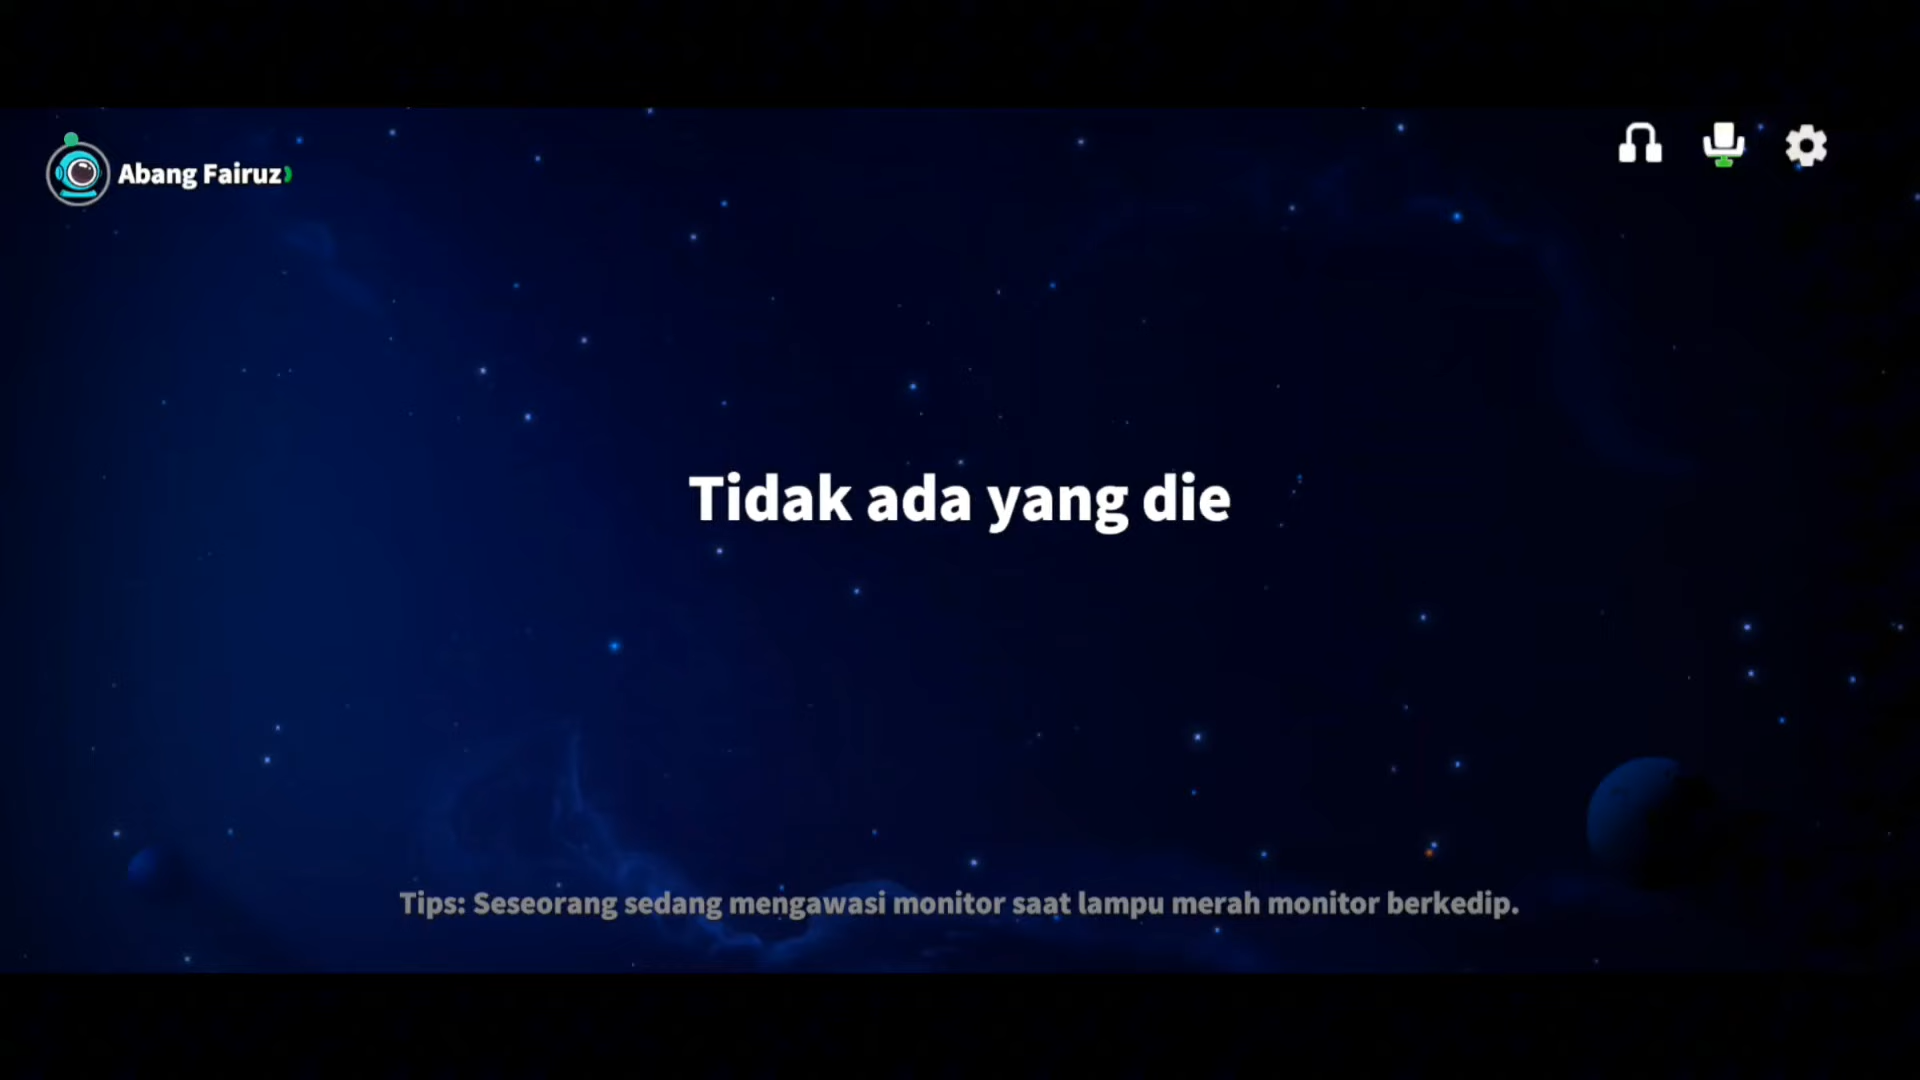 Abang Fairuz
Tidak ada yang die
Tips: Seseorang sedang mengawasi monitor saat lampu merah monitor berkedip.